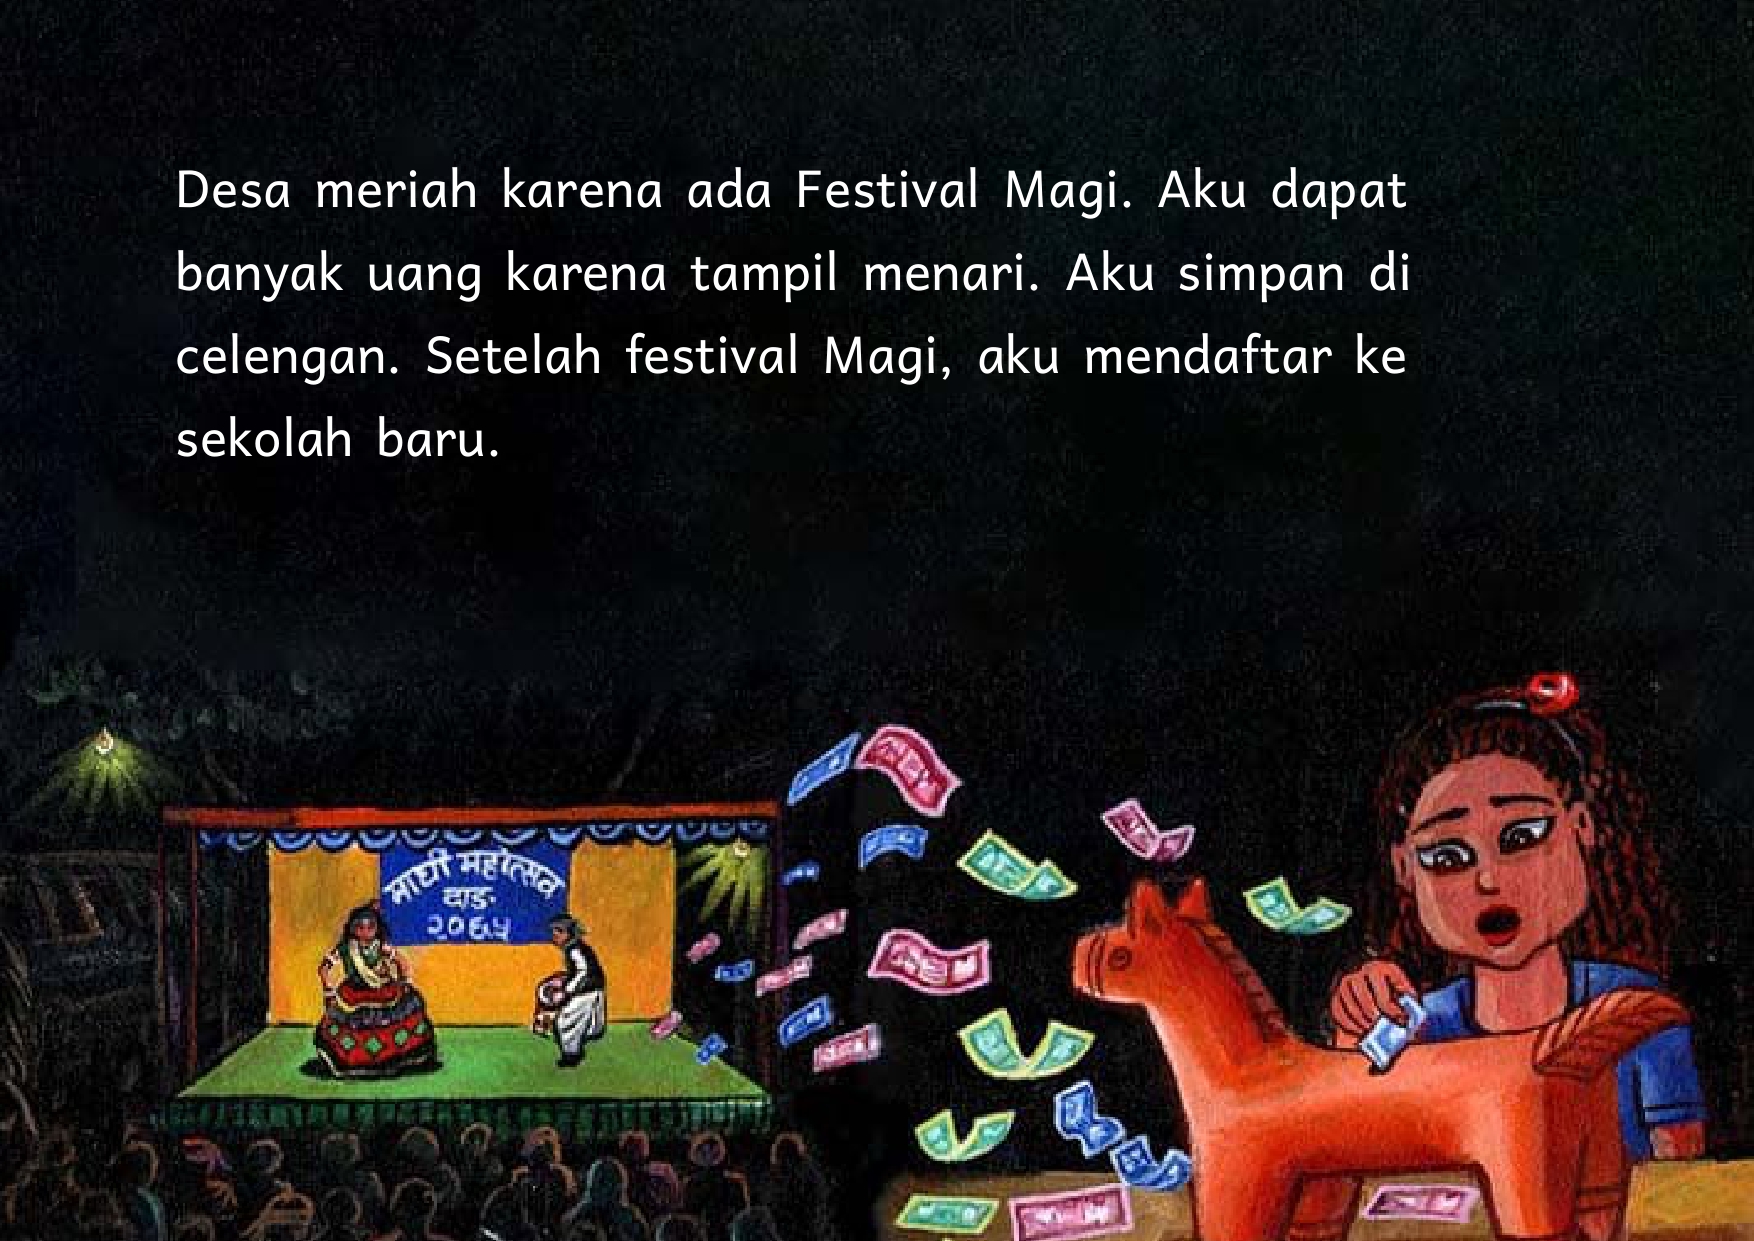 Desa meriah karena ada Festival Magi. Aku dapat
banyak uang karena tampil menari. Aku simpan di
celengan. Setelah festival Magi, aku mendaftar ke
sekolah baru.
माघी महोत्सव
दाङ
२०६५